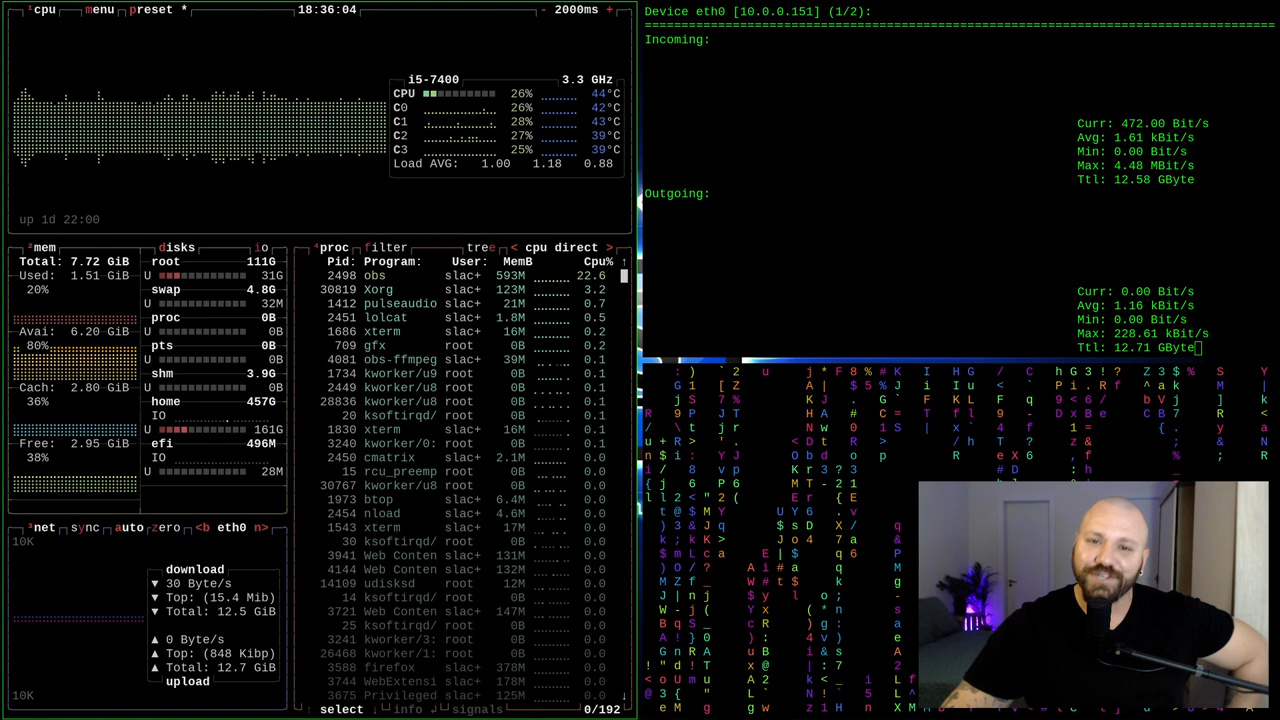 ¹cpu menu preset * 18:36:04 - 2000ms +
i5-7400 3.3 GHz
CPU 26% 44°C
C0 26% 42°C
C1 28% 43°C
C2 27% 39°C
C3 25% 39°C
Load AVG: 1.00 1.18 0.88
up 1d 22:00
²mem disks io
Total: 7.72 GiB
Used: 1.51 GiB
20%
Avai: 6.20 GiB
80%
Cach: 2.80 GiB
36%
Free: 2.95 GiB
38%
root 111G
U 31G
swap 4.8G
U 32M
proc 0B
U 0B
pts 0B
U 0B
shm 3.9G
U 0B
home 457G
IO
U 161G
efi 496M
IO
U 28M
³net sync auto zero <b eth0 n>
10K
download
▼ 30 Byte/s
▼ Top: (15.4 Mib)
▼ Total: 12.5 GiB
▲ 0 Byte/s
▲ Top: (848 Kibp)
▲ Total: 12.7 GiB
upload
10K
⁴proc filter tree < cpu direct >
Pid: Program: User: MemB Cpu% ↑
2498 obs slac+ 593M 22.6
30819 Xorg slac+ 123M 3.2
1412 pulseaudio slac+ 21M 0.7
2451 lolcat slac+ 1.8M 0.5
1686 xterm slac+ 16M 0.2
709 gfx root 0B 0.2
4081 obs-ffmpeg slac+ 39M 0.1
1734 kworker/u9 root 0B 0.1
2449 kworker/u8 root 0B 0.1
28836 kworker/u8 root 0B 0.1
20 ksoftirqd/ root 0B 0.1
1830 xterm slac+ 16M 0.1
3240 kworker/0: root 0B 0.1
2450 cmatrix slac+ 2.1M 0.0
15 rcu_preemp root 0B 0.0
30767 kworker/u8 root 0B 0.0
1973 btop slac+ 6.4M 0.0
2454 nload slac+ 4.6M 0.0
1543 xterm slac+ 17M 0.0
30 ksoftirqd/ root 0B 0.0
3941 Web Conten slac+ 131M 0.0
4144 Web Conten slac+ 132M 0.0
14109 udisksd root 12M 0.0
14 ksoftirqd/ root 0B 0.0
3721 Web Conten slac+ 147M 0.0
25 ksoftirqd/ root 0B 0.0
3241 kworker/3: root 0B 0.0
26468 kworker/1: root 0B 0.0
3588 firefox slac+ 378M 0.0
3744 WebExtensi slac+ 178M 0.0
3675 Privileged slac+ 125M 0.0 ↓
↑ select ↓ info ↲ signals 0/192
Device eth0 [10.0.0.151] (1/2):
Incoming:
Curr: 472.00 Bit/s
Avg: 1.61 kBit/s
Min: 0.00 Bit/s
Max: 4.48 MBit/s
Ttl: 12.58 GByte
Outgoing:
Curr: 0.00 Bit/s
Avg: 1.16 kBit/s
Min: 0.00 Bit/s
Max: 228.61 kBit/s
Ttl: 12.71 GByte